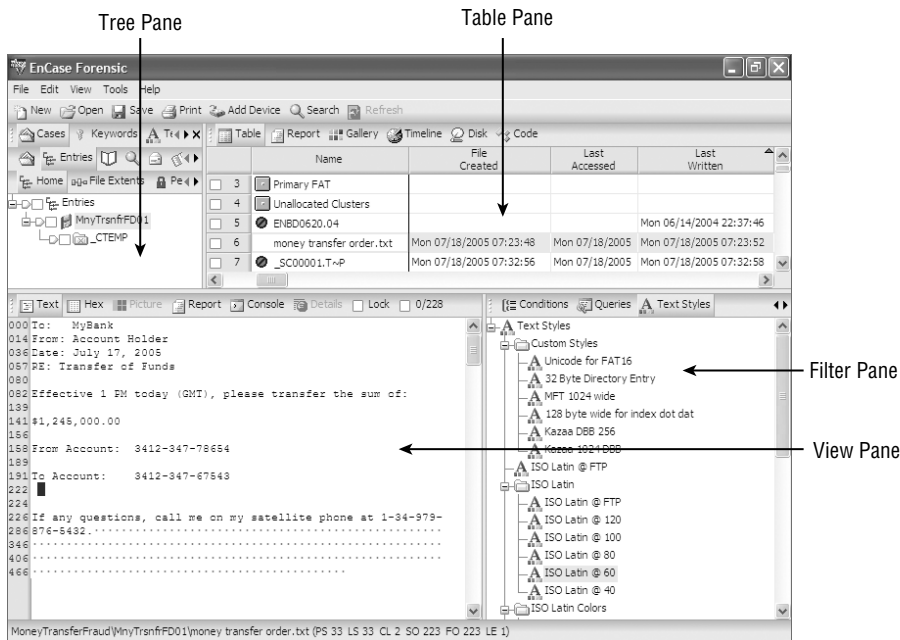 Tree Pane
Table Pane
EnCase Forensic
File Edit View Tools Help
New Open Save Print Add Device Search Refresh
Cases Keywords
Table Report Gallery Timeline Disk Code
Entries
Name File Created Last Accessed Last Written
Home File Extents Pe
3 Primary FAT
Entries
4 Unallocated Clusters
MnyTrsnfrFD01
5 ENBD0620.04 Mon 06/14/2004 22:37:46
_CTEMP
6 money transfer order.txt Mon 07/18/2005 07:23:48 Mon 07/18/2005 Mon 07/18/2005 07:23:52
7 _SC00001.T~P Mon 07/18/2005 07:32:56 Mon 07/18/2005 Mon 07/18/2005 07:32:58
Text Hex Picture Report Console Details Lock 0/228
Conditions Queries Text Styles
000 To: MyBank
014 From: Account Holder
036 Date: July 17, 2005
057 RE: Transfer of Funds
080
082 Effective 1 PM today (GMT), please transfer the sum of:
139
141 $1,245,000.00
156
158 From Account: 3412-347-78654
189
191 To Account: 3412-347-67543
222
224
226 If any questions, call me on my satellite phone at 1-34-979-
286 876-5432.
346
406
466
Text Styles
Custom Styles
Unicode for FAT16
32 Byte Directory Entry
MFT 1024 wide
128 byte wide for index dot dat
Kazaa DBB 256
Kazaa 1024 DBB
ISO Latin @ FTP
ISO Latin
ISO Latin @ FTP
ISO Latin @ 120
ISO Latin @ 100
ISO Latin @ 80
ISO Latin @ 60
ISO Latin @ 40
ISO Latin Colors
Filter Pane
View Pane
MoneyTransferFraud\MnyTrsnfrFD01\money transfer order.txt (PS 33 LS 33 CL 2 SO 223 FO 223 LE 1)